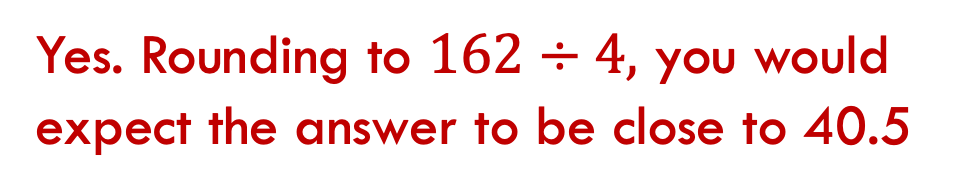 Yes. Rounding to 162 ÷ 4, you would
expect the answer to be close to 40.5